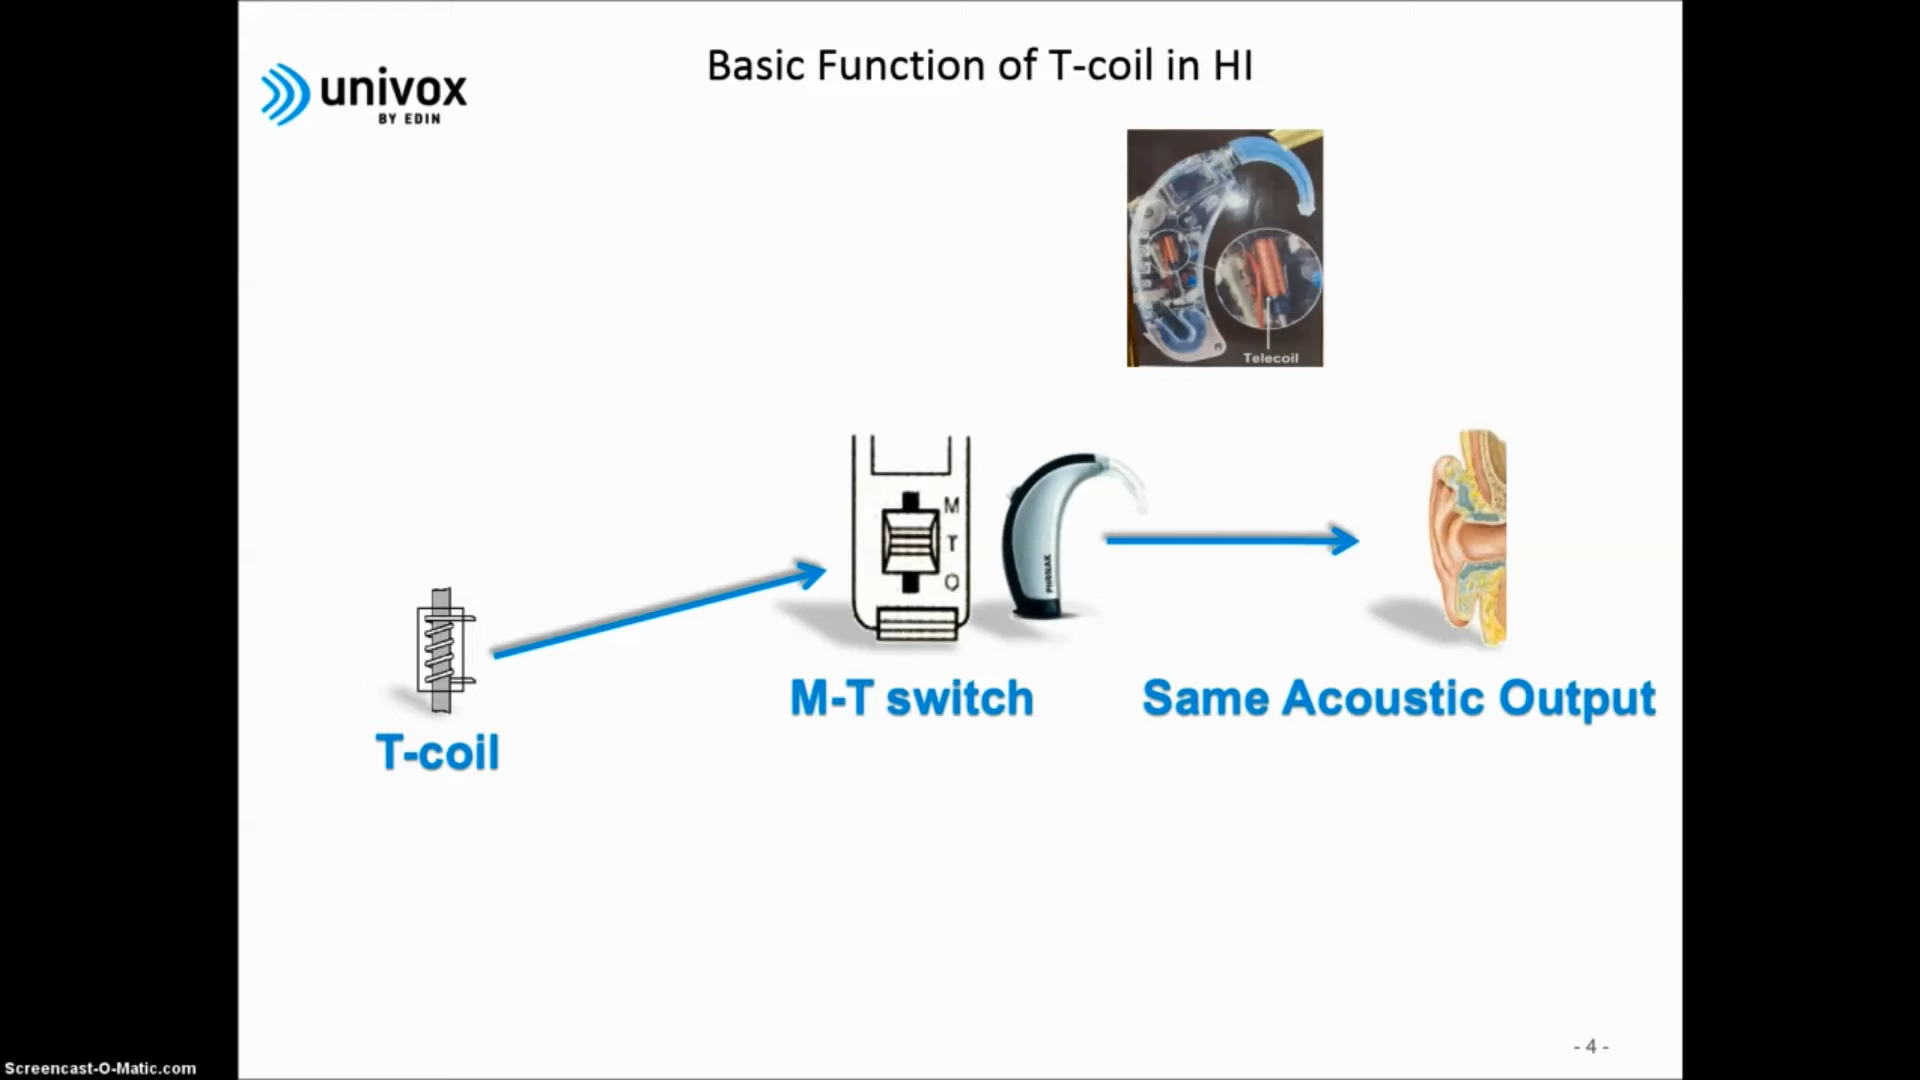 Basic Function of T-coil in HI
univox
BY EDIN
Telecoil
M
T
O
PHONAK
M-T switch
Same Acoustic Output
T-coil
- 4 -
Screencast-O-Matic.com